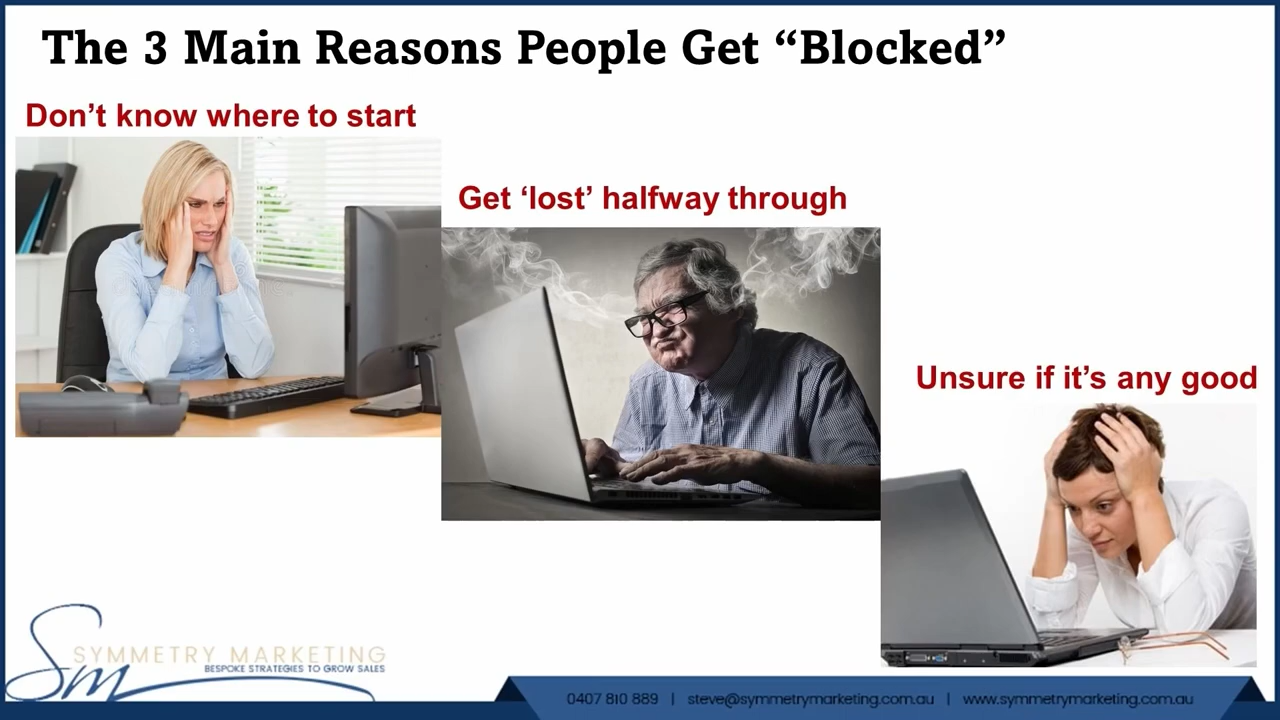 The 3 Main Reasons People Get “Blocked”
Don’t know where to start
Get ‘lost’ halfway through
Unsure if it’s any good
Sm
SYMMETRY MARKETING
BESPOKE STRATEGIES TO GROW SALES
0407 810 889 | steve@symmetrymarketing.com.au | www.symmetrymarketing.com.au